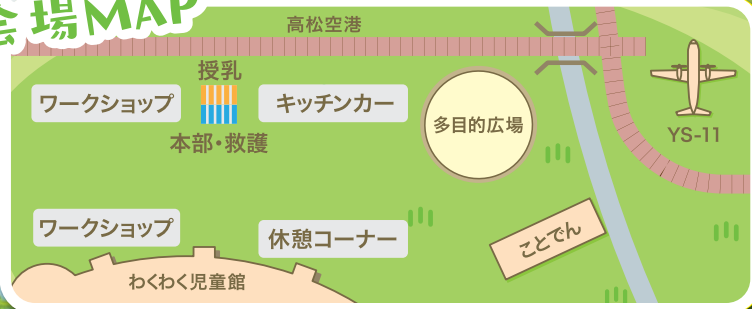 会場MAP
高松空港
授乳
ワークショップ
キッチンカー
多目的広場
YS-11
本部・救護
ワークショップ
休憩コーナー
ことでん
わくわく児童館